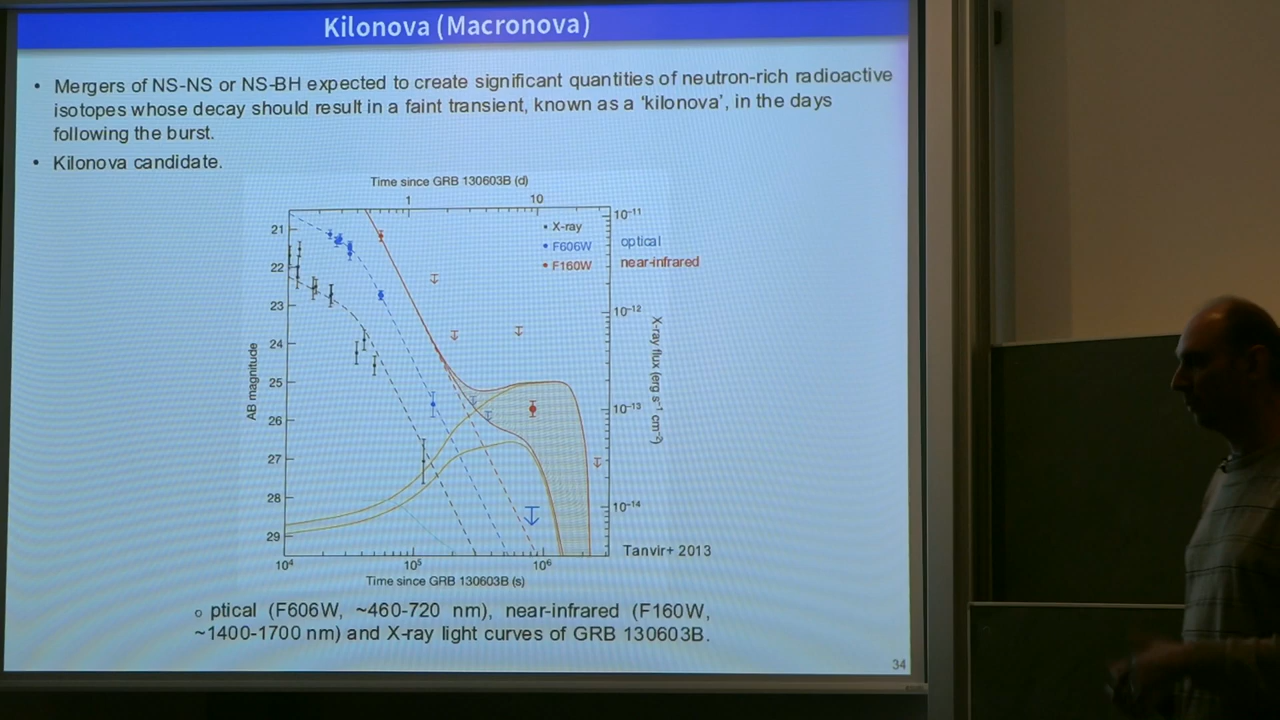 Kilonova (Macronova)
• Mergers of NS-NS or NS-BH expected to create significant quantities of neutron-rich radioactive
isotopes whose decay should result in a faint transient, known as a 'kilonova', in the days
following the burst.
• Kilonova candidate.
Time since GRB 130603B (d)
1 10
21
22
23
24
25
26
27
28
29
AB magnitude
X-ray
F606W optical
F160W near-infrared
10⁻¹¹
10⁻¹²
10⁻¹³
10⁻¹⁴
X-ray flux (erg s⁻¹ cm⁻²)
Tanvir+ 2013
10⁴ 10⁵ 10⁶
Time since GRB 130603B (s)
optical (F606W, ~460-720 nm), near-infrared (F160W,
~1400-1700 nm) and X-ray light curves of GRB 130603B.
34